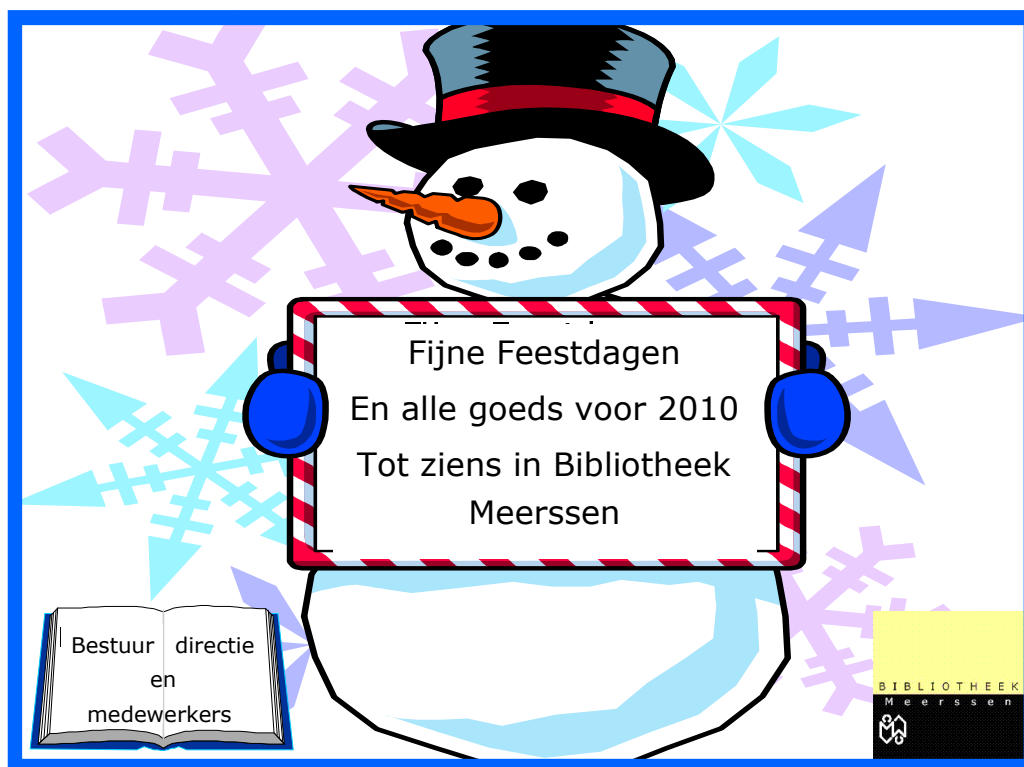 Fijne Feestdagen
En alle goeds voor 2010
Tot ziens in Bibliotheek
Meerssen
Bestuur directie
en
medewerkers
BIBLIOTHEEK
Meerssen